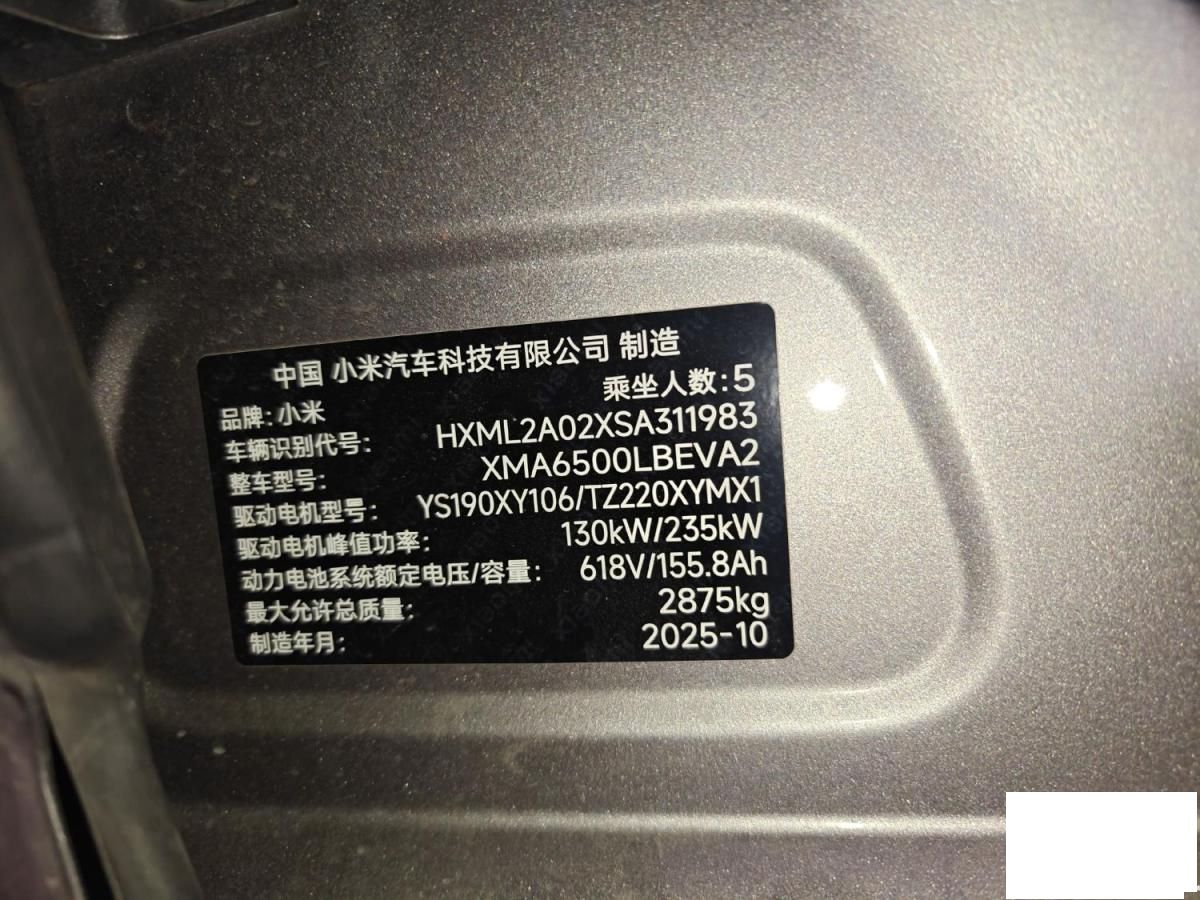 中国 小米汽车科技有限公司 制造
品牌:小米 乘坐人数:5
车辆识别代号: HXML2A02XSA311983
整车型号: XMA6500LBEVA2
驱动电机型号: YS190XY106/TZ220XYMX1
驱动电机峰值功率: 130kW/235kW
动力电池系统额定电压/容量: 618V/155.8Ah
最大允许总质量: 2875kg
制造年月: 2025-10